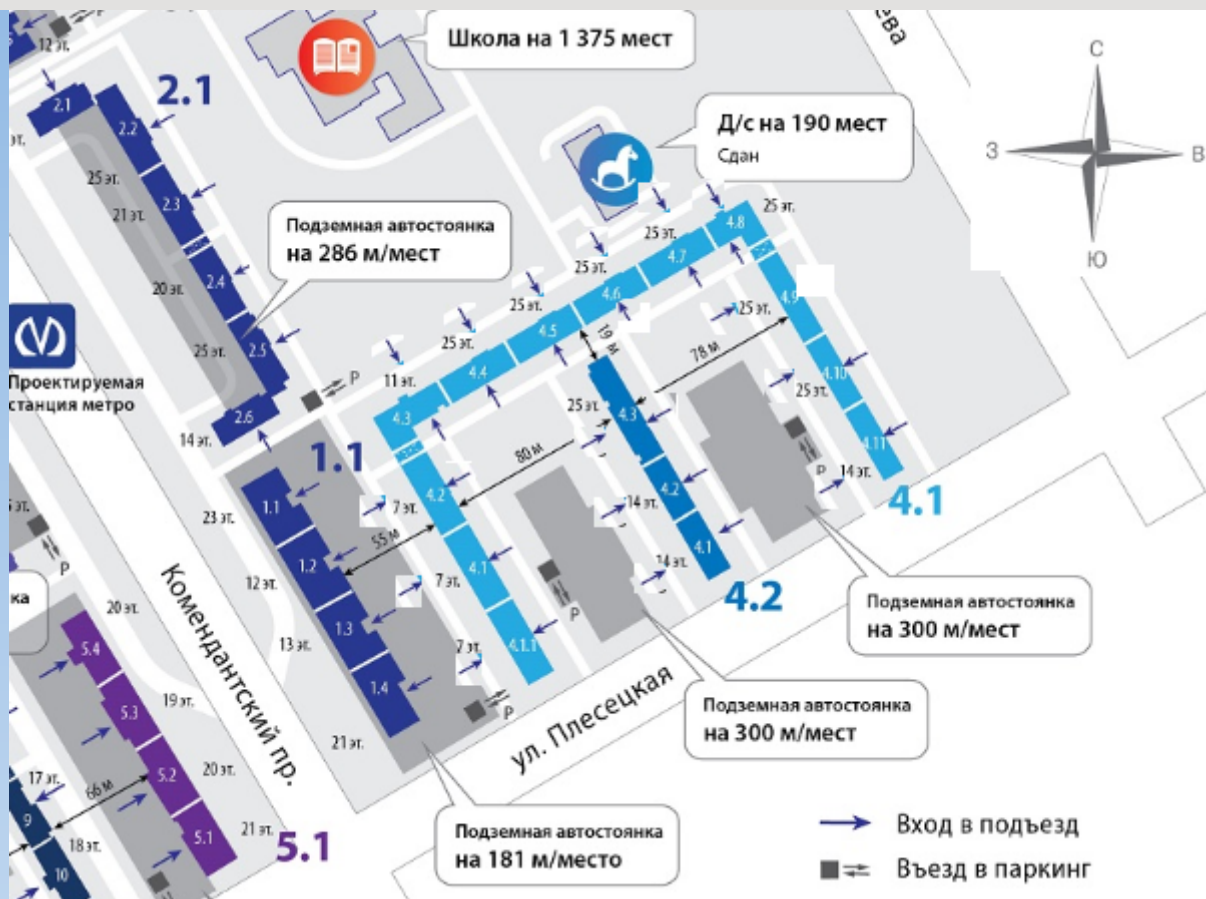 ева
12 эт.
Школа на 1 375 мест
С
З
В
Ю
2.1
2.1
2.2
эт.
Д/с на 190 мест
Сдан
25 эт.
21 эт.
2.3
Подземная автостоянка
на 286 м/мест
20 эт.
2.4
25 эт.
2.5
4.8
25 эт.
25 эт.
4.7
25 эт.
4.6
25 эт.
4.5
25 эт.
4.4
11 эт.
4.3
4.9
25 эт.
19 м
78 м
Проектируемая
станция метро
P
2.6
14 эт.
1.1
4.3
25 эт.
4.10
25 эт.
4.11
80 м
4.2
7 эт.
1.1
23 эт.
4.2
14 эт.
P
14 эт.
4.1
55 м
1.2
12 эт.
4.1
7 эт.
4.1
14 эт.
4.2
P
P
1.3
13 эт.
4.1.1
7 эт.
1.4
21 эт.
P
Комендантский пр.
ул. Плесецкая
Подземная автостоянка
на 300 м/мест
Подземная автостоянка
на 300 м/мест
Подземная автостоянка
на 181 м/место
ка
20 эт.
5.4
19 эт.
5.3
20 эт.
5.2
21 эт.
5.1
5.1
17 эт.
66 м
9
18 эт.
10
Вход в подъезд
Въезд в паркинг